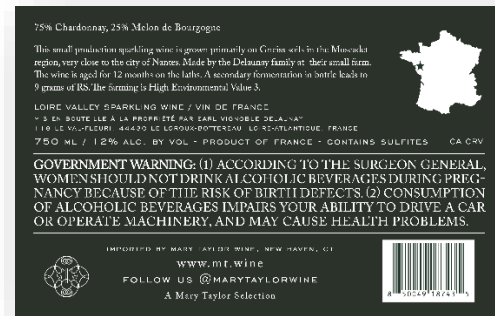 75% Chardonnay, 25% Melon de Bourgogne
This small production sparkling wine is grown primarily on Gneiss soils in the Muscadet
region, very close to the city of Nantes. Made by the Delaunay family at their small farm.
The wine is aged for 12 months on the laths. A secondary fermentation in bottle leads to
9 grams of RS. The farming is High Environmental Value 3.
LOIRE VALLEY SPARKLING WINE / VIN DE FRANCE
MIS EN BOUTEILLE À LA PROPRIÉTÉ PAR EARL VIGNOBLE DELAUNAY
110 LE VAL-FLEURI, 44430 LE LOROUX-BOTTEREAU, LOIRE-ATLANTIQUE, FRANCE
750 ML / 12% ALC. BY VOL - PRODUCT OF FRANCE - CONTAINS SULFITES CA CRV
GOVERNMENT WARNING: (1) ACCORDING TO THE SURGEON GENERAL,
WOMEN SHOULD NOT DRINK ALCOHOLIC BEVERAGES DURING PREG-
NANCY BECAUSE OF THE RISK OF BIRTH DEFECTS. (2) CONSUMPTION
OF ALCOHOLIC BEVERAGES IMPAIRS YOUR ABILITY TO DRIVE A CAR
OR OPERATE MACHINERY, AND MAY CAUSE HEALTH PROBLEMS.
IMPORTED BY MARY TAYLOR WINE, NEW HAVEN, CT
www.mt.wine
FOLLOW US @MARYTAYLORWINE
A Mary Taylor Selection